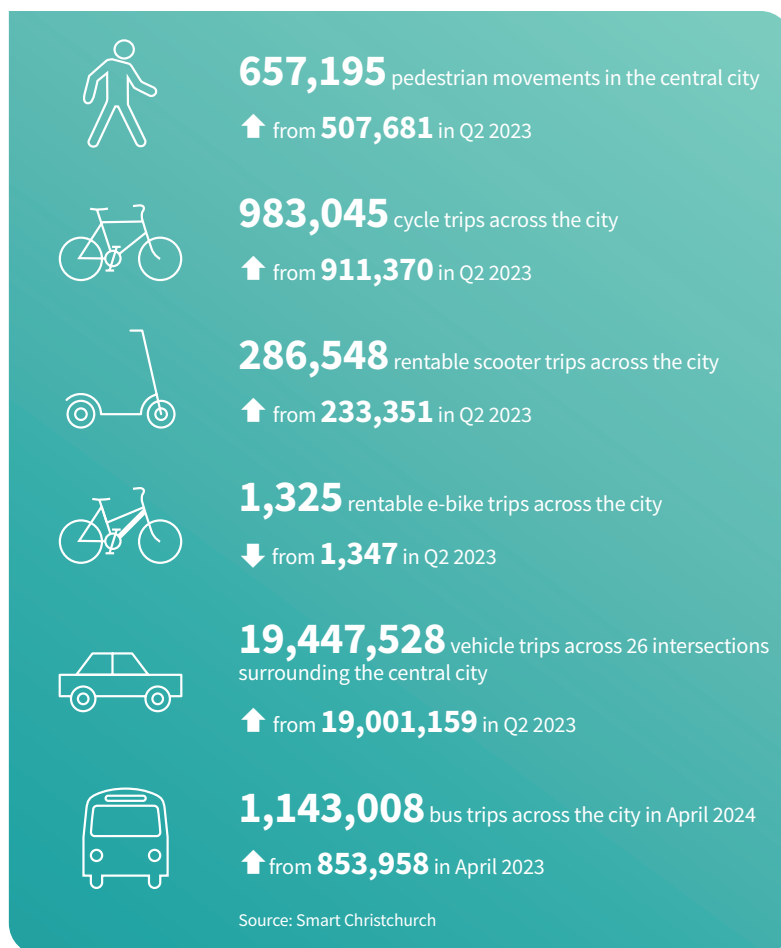 657,195 pedestrian movements in the central city
from 507,681 in Q2 2023
983,045 cycle trips across the city
from 911,370 in Q2 2023
286,548 rentable scooter trips across the city
from 233,351 in Q2 2023
1,325 rentable e-bike trips across the city
from 1,347 in Q2 2023
19,447,528 vehicle trips across 26 intersections
surrounding the central city
from 19,001,159 in Q2 2023
1,143,008 bus trips across the city in April 2024
from 853,958 in April 2023
Source: Smart Christchurch